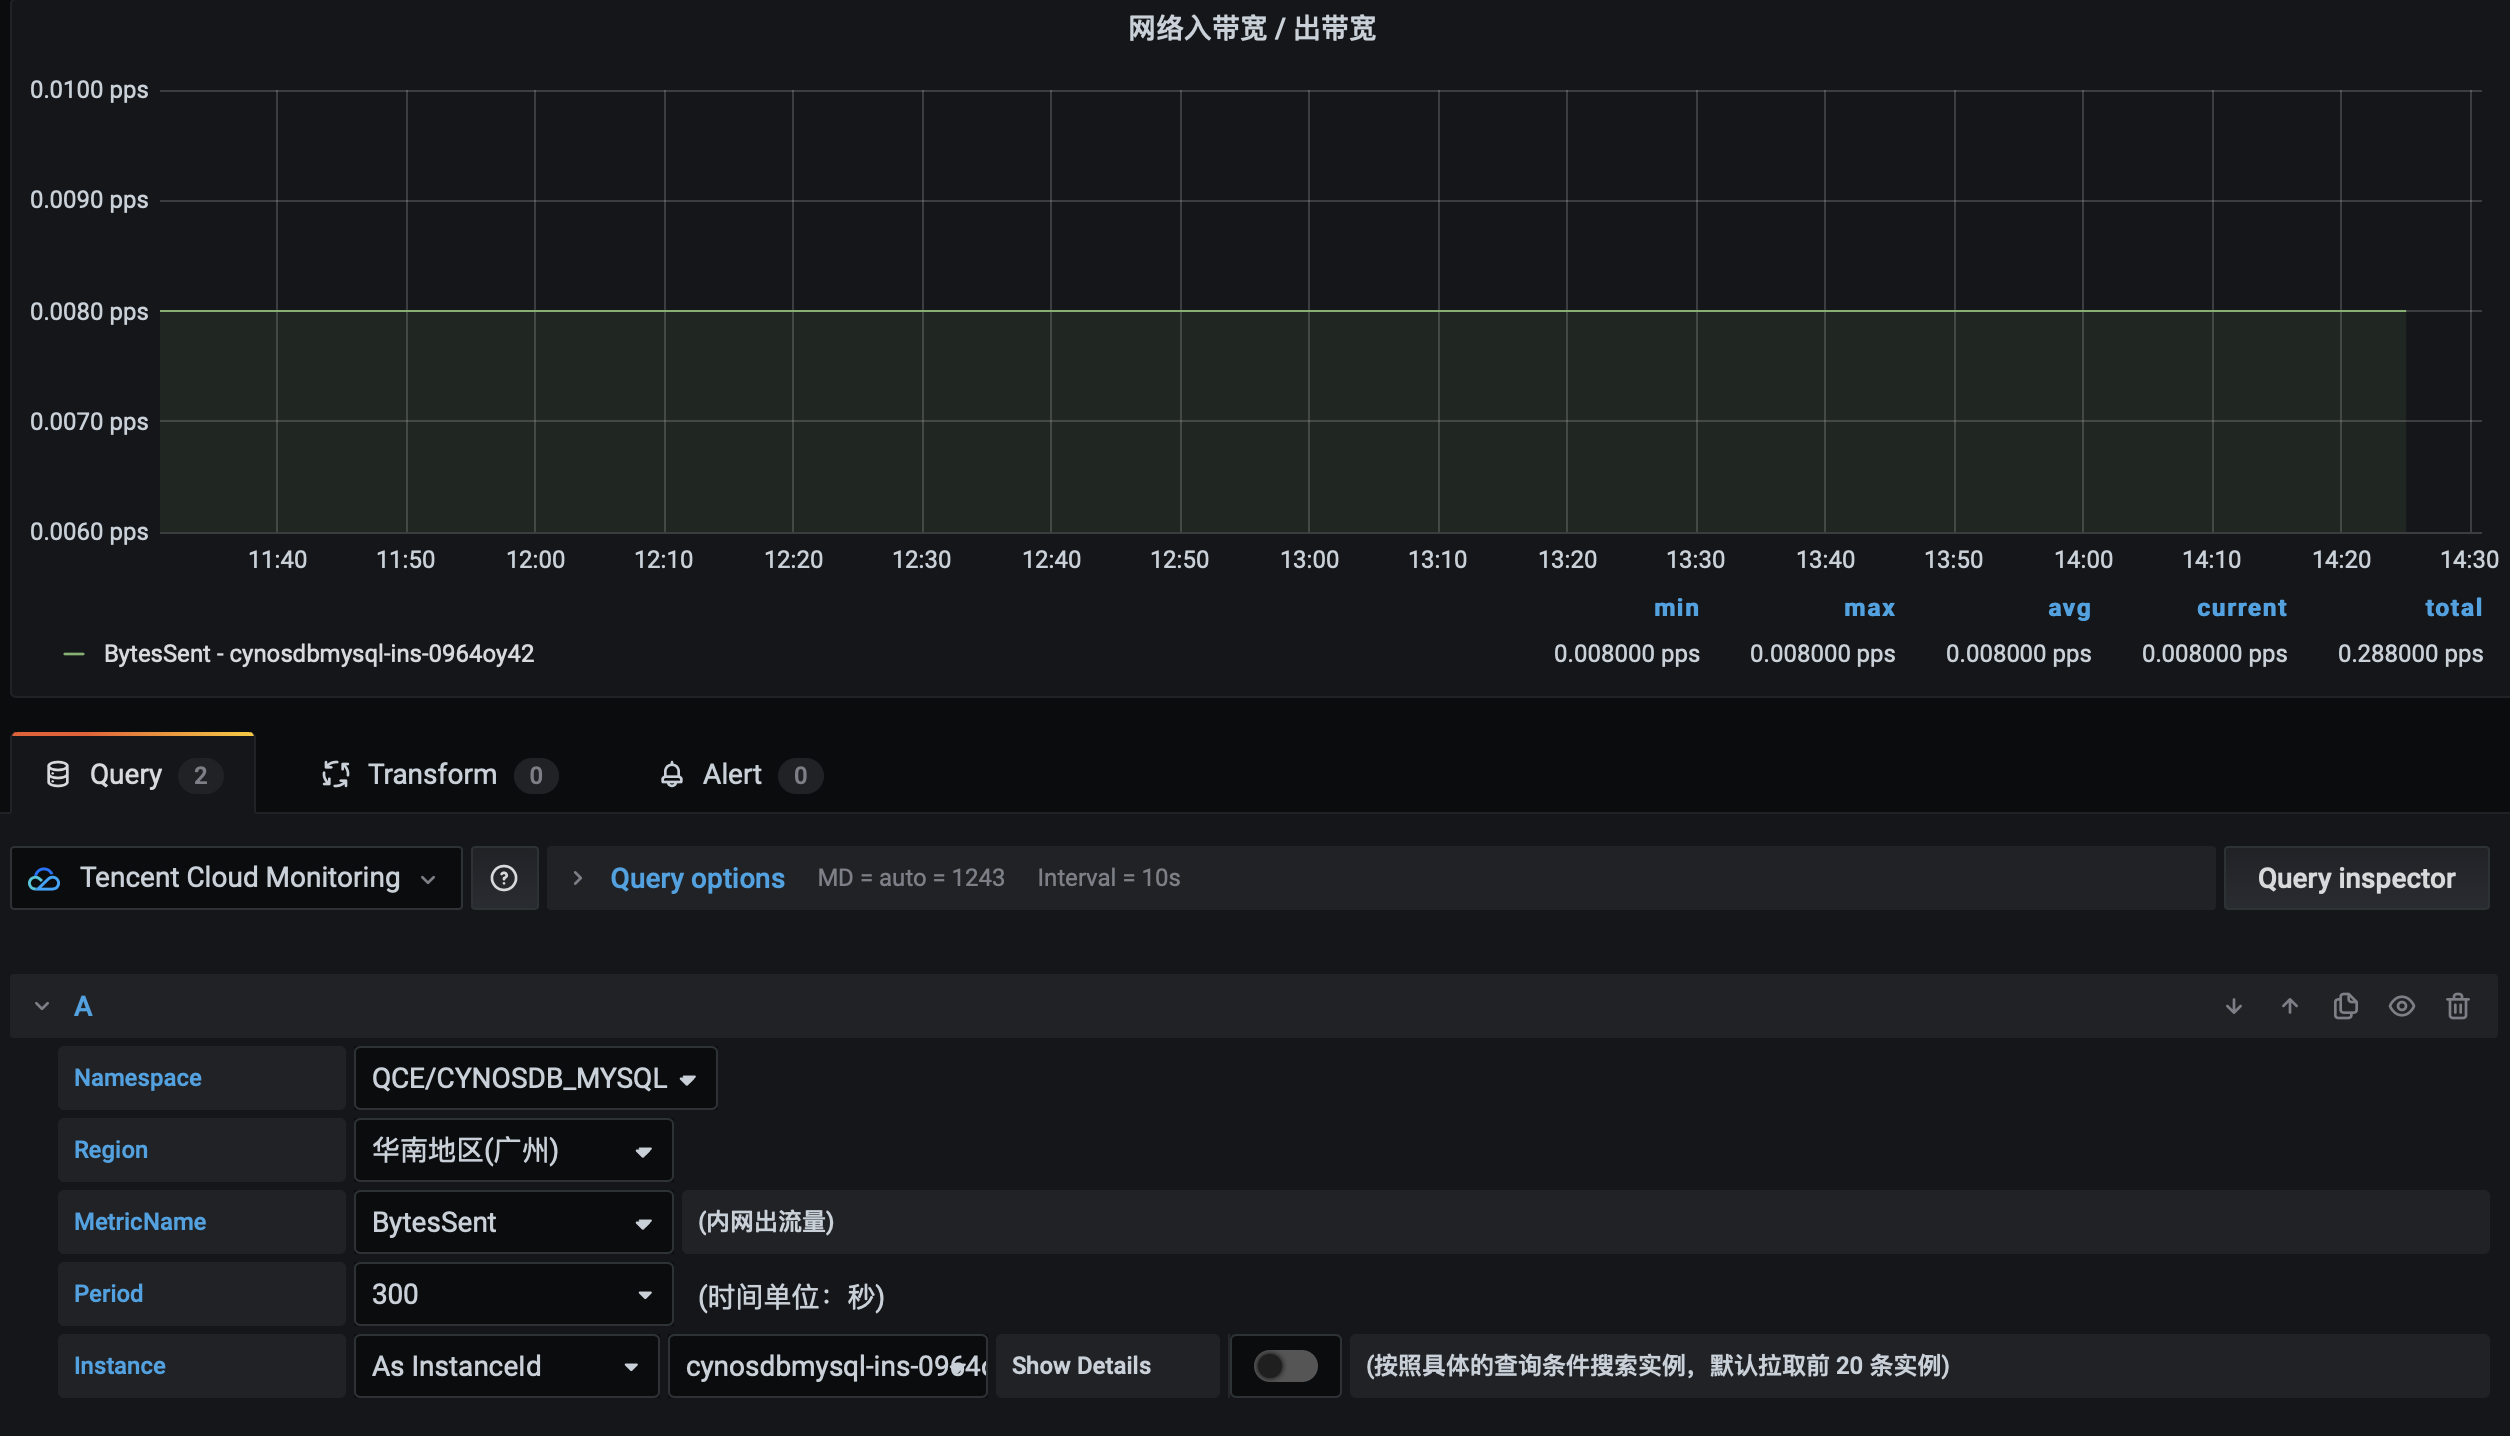 网络入带宽 / 出带宽
0.0100 pps
0.0090 pps
0.0080 pps
0.0070 pps
0.0060 pps
11:40 11:50 12:00 12:10 12:20 12:30 12:40 12:50 13:00 13:10 13:20 13:30 13:40 13:50 14:00 14:10 14:20 14:30
min max avg current total
BytesSent - cynosdbmysql-ins-0964oy42 0.008000 pps 0.008000 pps 0.008000 pps 0.008000 pps 0.288000 pps
Query 2 Transform 0 Alert 0
Tencent Cloud Monitoring ? Query options MD = auto = 1243 Interval = 10s Query inspector
A
Namespace QCE/CYNOSDB_MYSQL
Region 华南地区(广州)
MetricName BytesSent (内网出流量)
Period 300 (时间单位：秒)
Instance As InstanceId cynosdbmysql-ins-0964 Show Details (按照具体的查询条件搜索实例，默认拉取前 20 条实例)